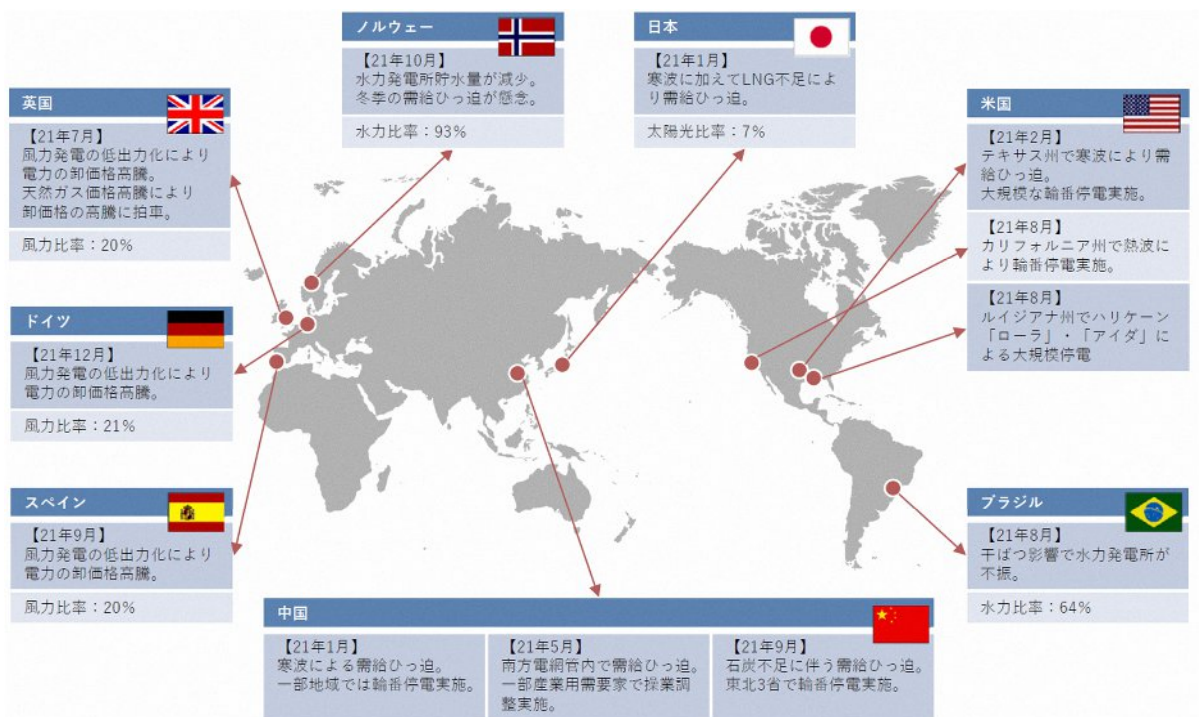 ノルウェー
【21年10月】
水力発電所貯水量が減少。
冬季の需給ひっ迫が懸念。
水力比率：93%
日本
【21年1月】
寒波に加えてLNG不足によ
り需給ひっ迫。
太陽光比率：7%
英国
【21年7月】
風力発電の低出力化により
電力の卸価格高騰。
天然ガス価格高騰により
卸価格の高騰に拍車。
風力比率：20%
米国
【21年2月】
テキサス州で寒波により需
給ひっ迫。
大規模な輪番停電実施。
【21年8月】
カリフォルニア州で熱波に
より輪番停電実施。
【21年8月】
ルイジアナ州でハリケーン
「ローラ」・「アイダ」に
よる大規模停電
ドイツ
【21年12月】
風力発電の低出力化により
電力の卸価格高騰。
風力比率：21%
スペイン
【21年9月】
風力発電の低出力化により
電力の卸価格高騰。
風力比率：20%
ブラジル
【21年8月】
干ばつ影響で水力発電所が
不振。
水力比率：64%
中国
【21年1月】
寒波による需給ひっ迫。
一部地域では輪番停電実施。
【21年5月】
南方電網管内で需給ひっ迫。
一部産業用需要家で操業調
整実施。
【21年9月】
石炭不足に伴う需給ひっ迫。
東北3省で輪番停電実施。